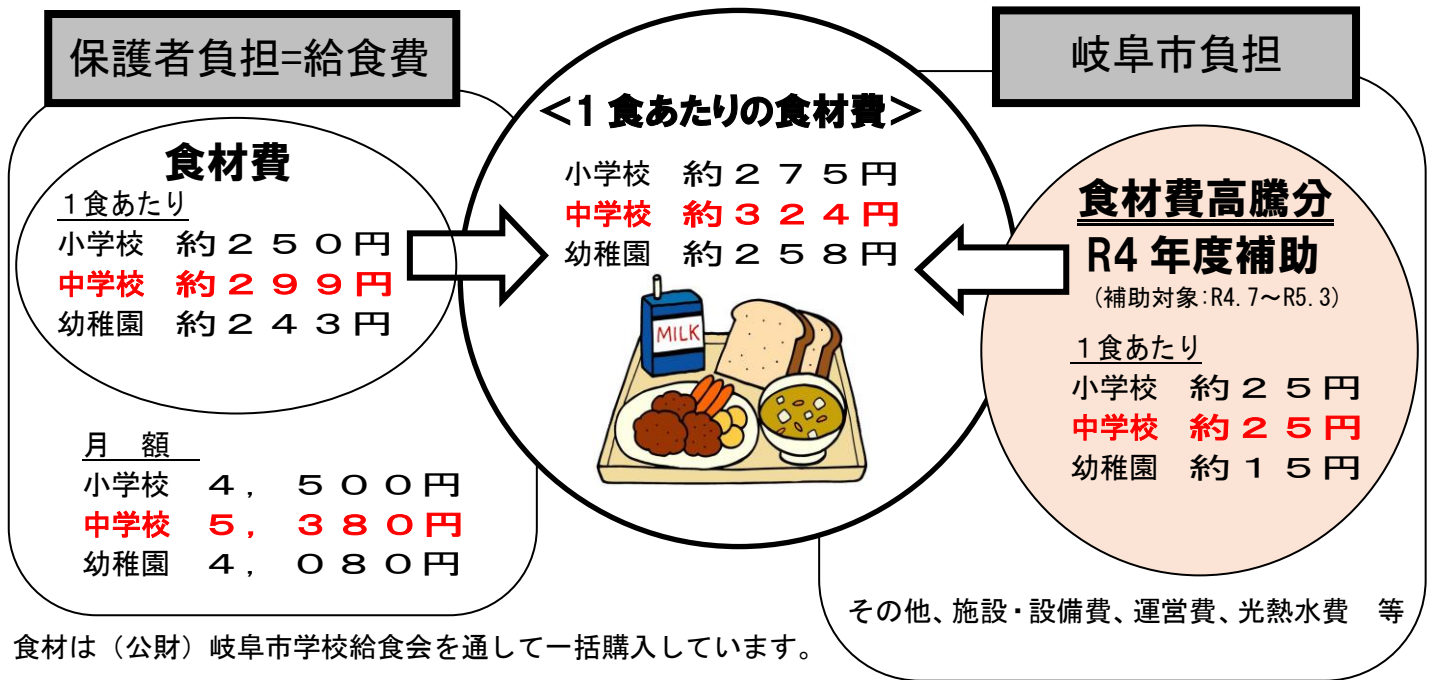 保護者負担=給食費
食材費
１食あたり
小学校　約２５０円
中学校　約２９９円
幼稚園　約２４３円
月　額
小学校　４，５００円
中学校　５，３８０円
幼稚園　４，０８０円
＜1 食あたりの食材費＞
小学校　約２７５円
中学校　約３２４円
幼稚園　約２５８円
MILK
岐阜市負担
食材費高騰分
R4 年度補助
(補助対象:R4.7～R5.3)
１食あたり
小学校　約２５円
中学校　約２５円
幼稚園　約１５円
その他、施設・設備費、運営費、光熱水費　等
食材は（公財）岐阜市学校給食会を通して一括購入しています。